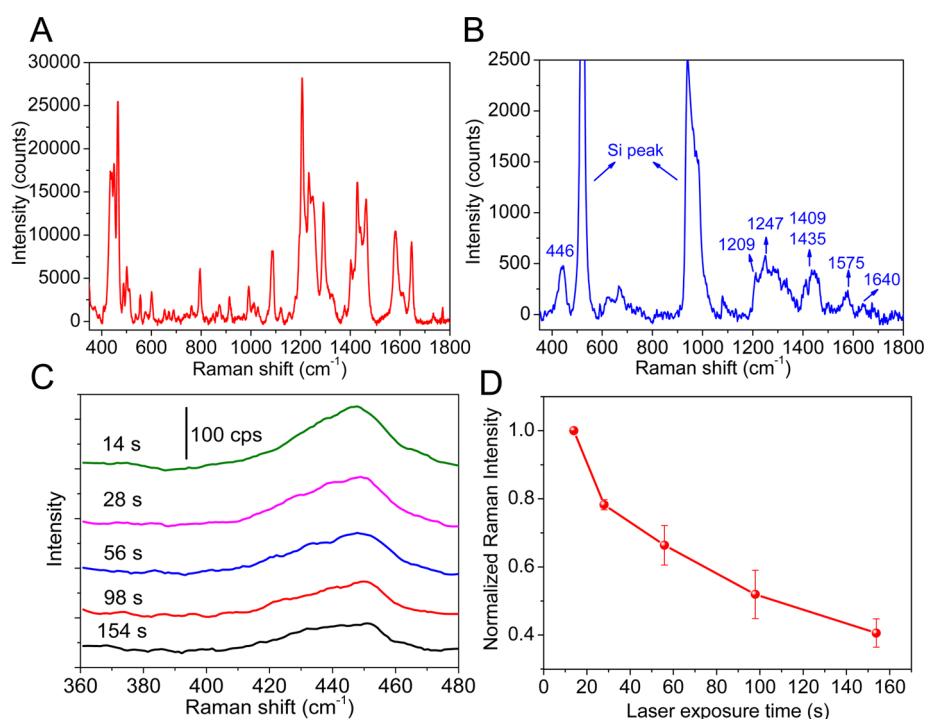 A
30000
25000
20000
15000
10000
5000
0
Intensity (counts)
400 600 800 1000 1200 1400 1600 1800
Raman shift (cm⁻¹)
B
2500
2000
1500
1000
500
0
Intensity (counts)
Si peak
446
1209
1247
1409
1435
1575
1640
400 600 800 1000 1200 1400 1600 1800
Raman shift (cm⁻¹)
C
100 cps
14 s
28 s
56 s
98 s
154 s
Intensity
360 400 420 440 460 480
Raman shift (cm⁻¹)
D
1.0
0.8
0.6
0.4
Normalized Raman Intensity
0 20 40 60 80 100 120 140 160
Laser exposure time (s)